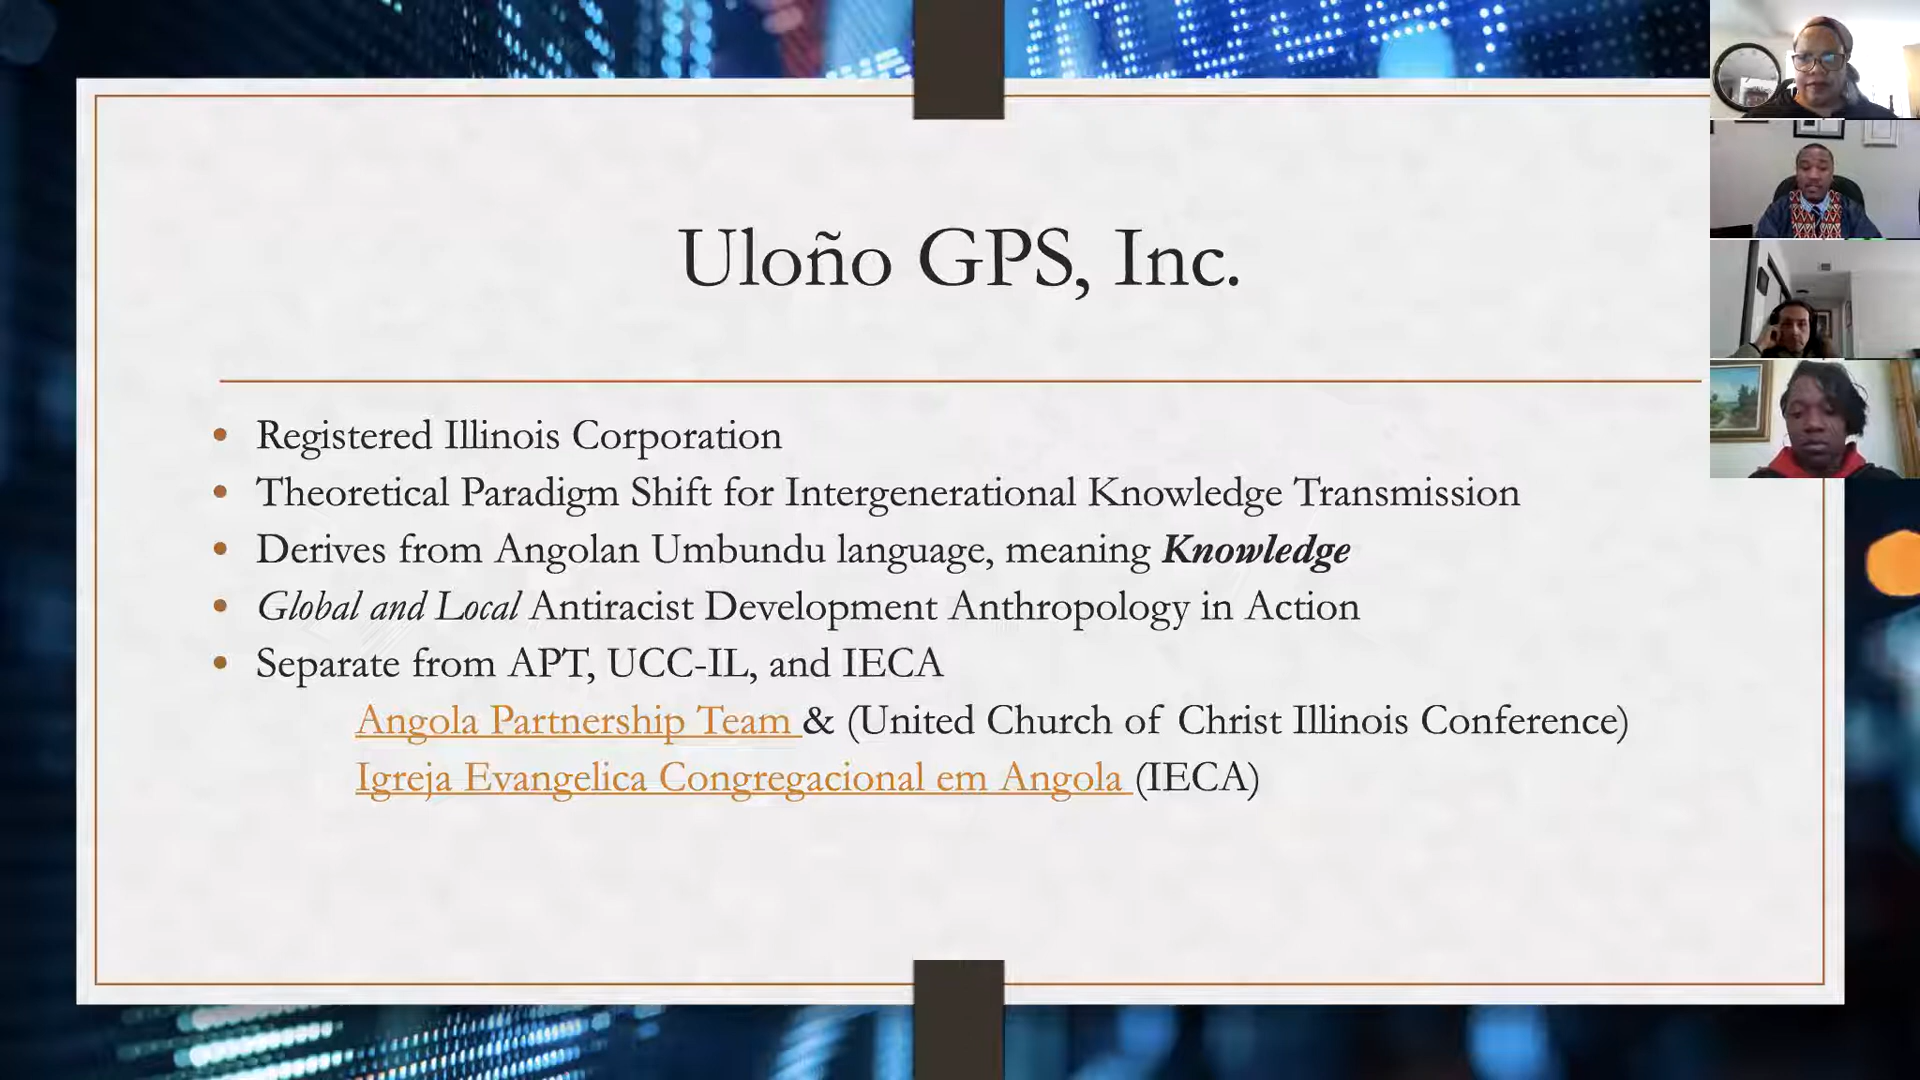 Uloño GPS, Inc.
• Registered Illinois Corporation
• Theoretical Paradigm Shift for Intergenerational Knowledge Transmission
• Derives from Angolan Umbundu language, meaning Knowledge
• Global and Local Antiracist Development Anthropology in Action
• Separate from APT, UCC-IL, and IECA
Angola Partnership Team & (United Church of Christ Illinois Conference)
Igreja Evangelica Congregacional em Angola (IECA)